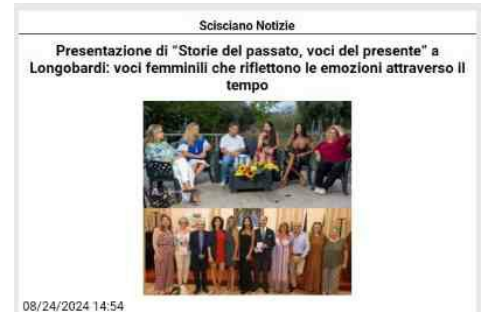 Scisciano Notizie
Presentazione di “Storie del passato, voci del presente” a
Longobardi: voci femminili che riflettono le emozioni attraverso il
tempo
08/24/2024 14:54